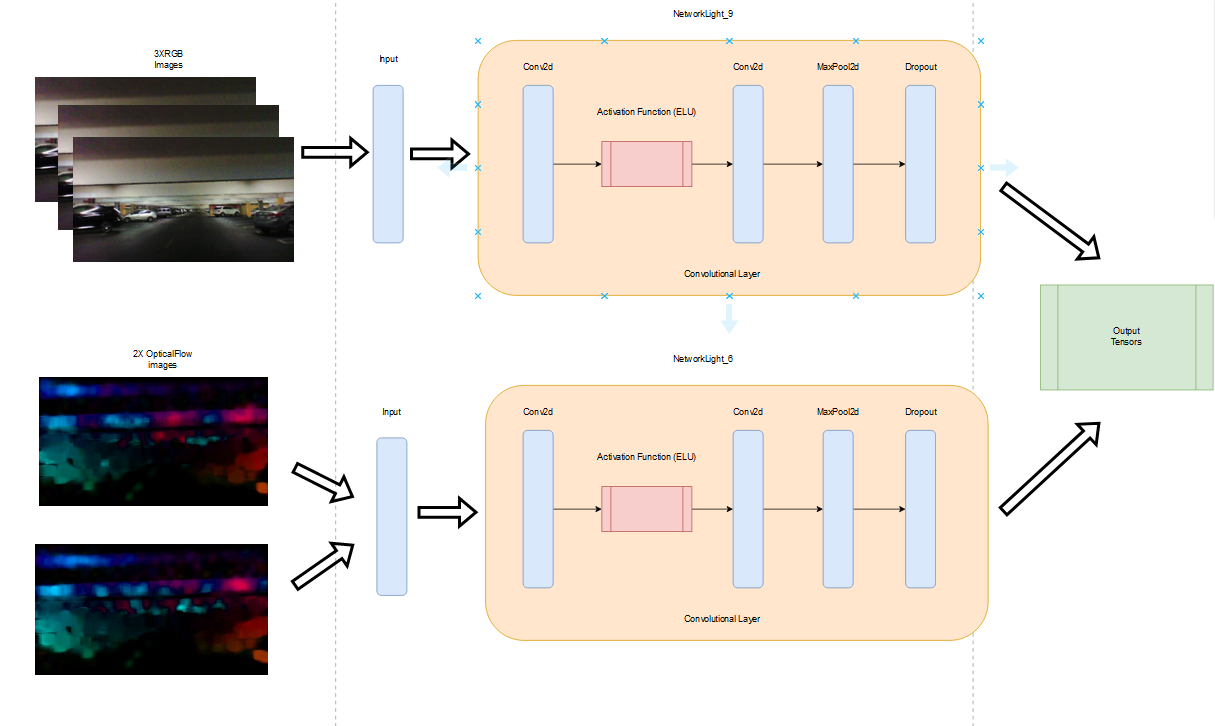 NetworkLight_9
3XRGB
Images
Input
Conv2d
Conv2d
MaxPool2d
Dropout
Activation Function (ELU)
Convolutional Layer
Output
Tensors
2X OpticalFlow
images
NetworkLight_6
Input
Conv2d
Conv2d
MaxPool2d
Dropout
Activation Function (ELU)
Convolutional Layer